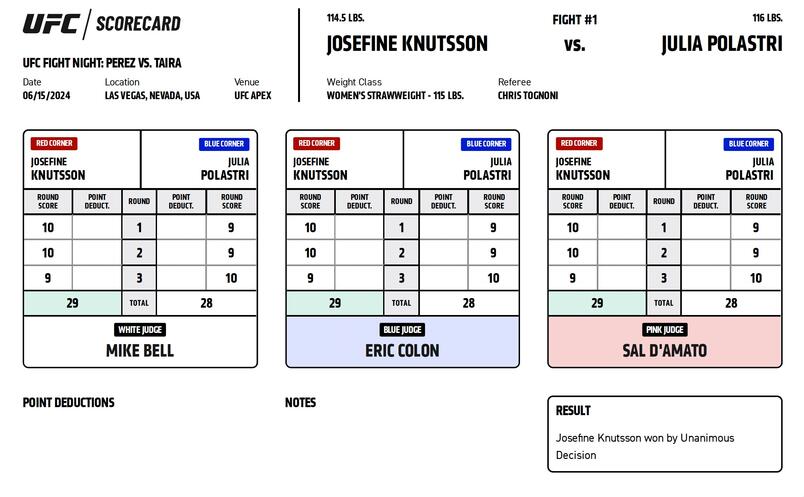 UFC / SCORECARD
UFC FIGHT NIGHT: PEREZ VS. TAIRA
Date Location Venue
06/15/2024 LAS VEGAS, NEVADA, USA UFC APEX
114.5 LBS. FIGHT #1 116 LBS.
JOSEFINE KNUTSSON VS. JULIA POLASTRI
Weight Class Referee
WOMEN'S STRAWWEIGHT - 115 LBS. CHRIS TOGNONI
RED CORNER BLUE CORNER
JOSEFINE JULIA
KNUTSSON POLASTRI
ROUND SCORE POINT DEDUCT. ROUND POINT DEDUCT. ROUND SCORE
10 1 9
10 2 9
9 3 10
29 TOTAL 28
WHITE JUDGE
MIKE BELL
RED CORNER BLUE CORNER
JOSEFINE JULIA
KNUTSSON POLASTRI
ROUND SCORE POINT DEDUCT. ROUND POINT DEDUCT. ROUND SCORE
10 1 9
10 2 9
9 3 10
29 TOTAL 28
BLUE JUDGE
ERIC COLON
RED CORNER BLUE CORNER
JOSEFINE JULIA
KNUTSSON POLASTRI
ROUND SCORE POINT DEDUCT. ROUND POINT DEDUCT. ROUND SCORE
10 1 9
10 2 9
9 3 10
29 TOTAL 28
PINK JUDGE
SAL D'AMATO
POINT DEDUCTIONS
NOTES
RESULT
Josefine Knutsson won by Unanimous
Decision